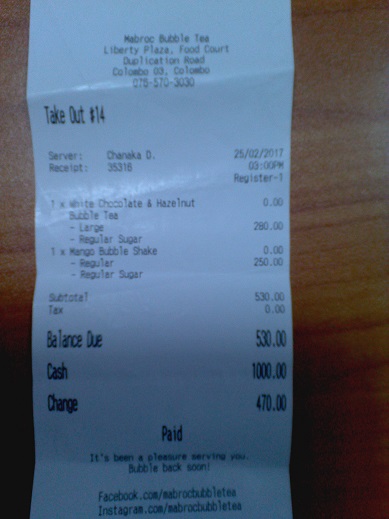 Mabroc Bubble Tea
Liberty Plaza, Food Court
Duplication Road
Colombo 03, Colombo
076-570-3030
Take Out #14
Server: Chanaka D. 25/02/2017
Receipt: 35316 03:00PM
Register-1
1 x White Chocolate & Hazelnut 0.00
Bubble Tea
- Large 280.00
- Regular Sugar
1 x Mango Bubble Shake 0.00
- Regular 250.00
- Regular Sugar
Subtotal 530.00
Tax 0.00
Balance Due 530.00
Cash 1000.00
Change 470.00
Paid
It's been a pleasure serving you.
Bubble back soon!
Facebook.com/mabrocbubbletea
Instagram.com/mabrocbubbletea